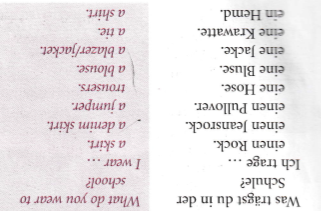 Was trägst du in der
Schule?
Ich trage …
einen Rock.
einen Jeansrock.
einen Pullover.
eine Hose.
eine Bluse.
eine Jacke.
eine Krawatte.
ein Hemd.
What do you wear to
school?
I wear …
a skirt.
a denim skirt.
a jumper.
trousers.
a blouse.
a blazer/jacket.
a tie.
a shirt.